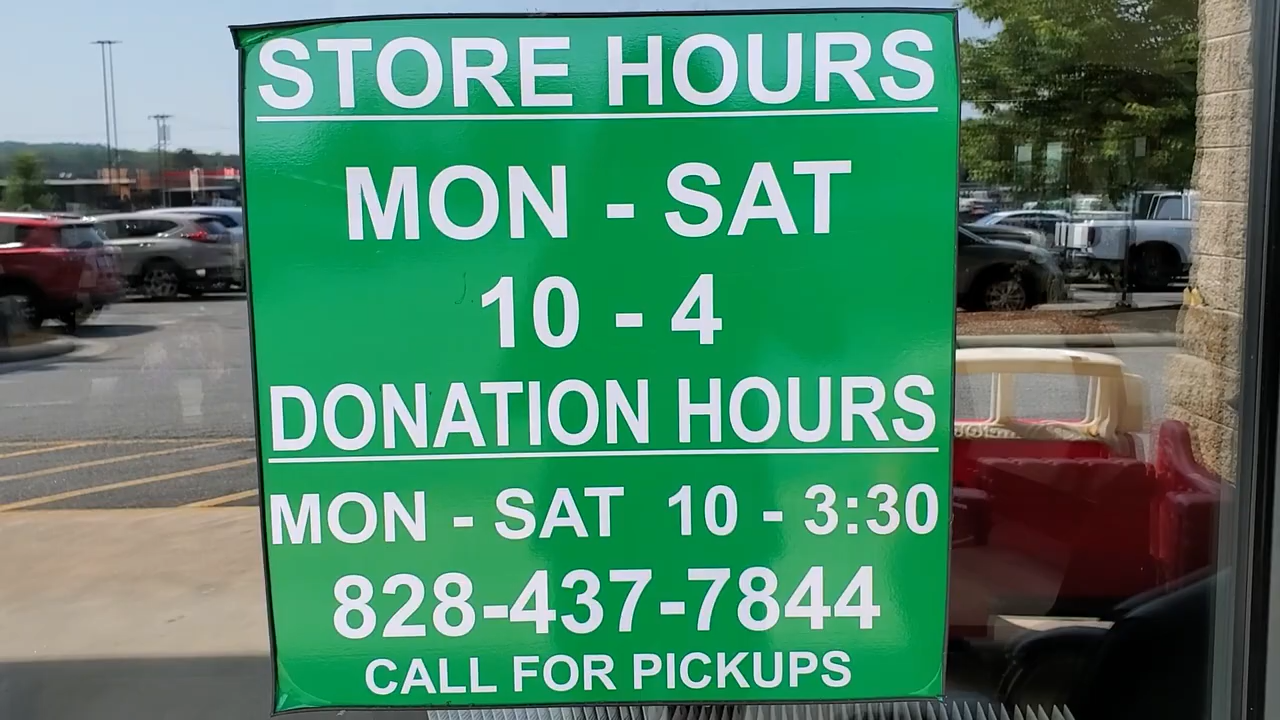 STORE HOURS
MON - SAT
10 - 4
DONATION HOURS
MON - SAT 10 - 3:30
828-437-7844
CALL FOR PICKUPS